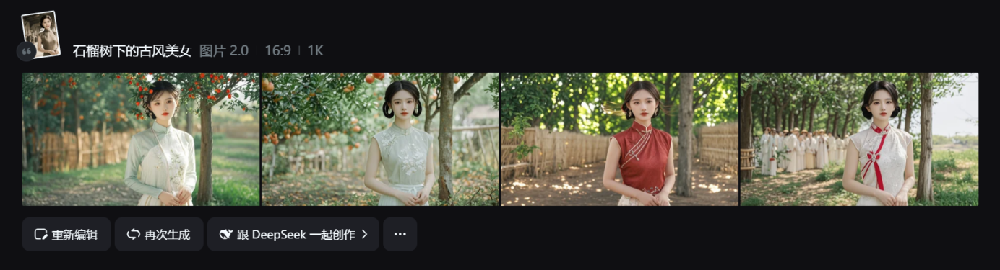 石榴树下的古风美女 图片 2.0 | 16:9 | 1K
重新编辑 再次生成 跟 DeepSeek 一起创作